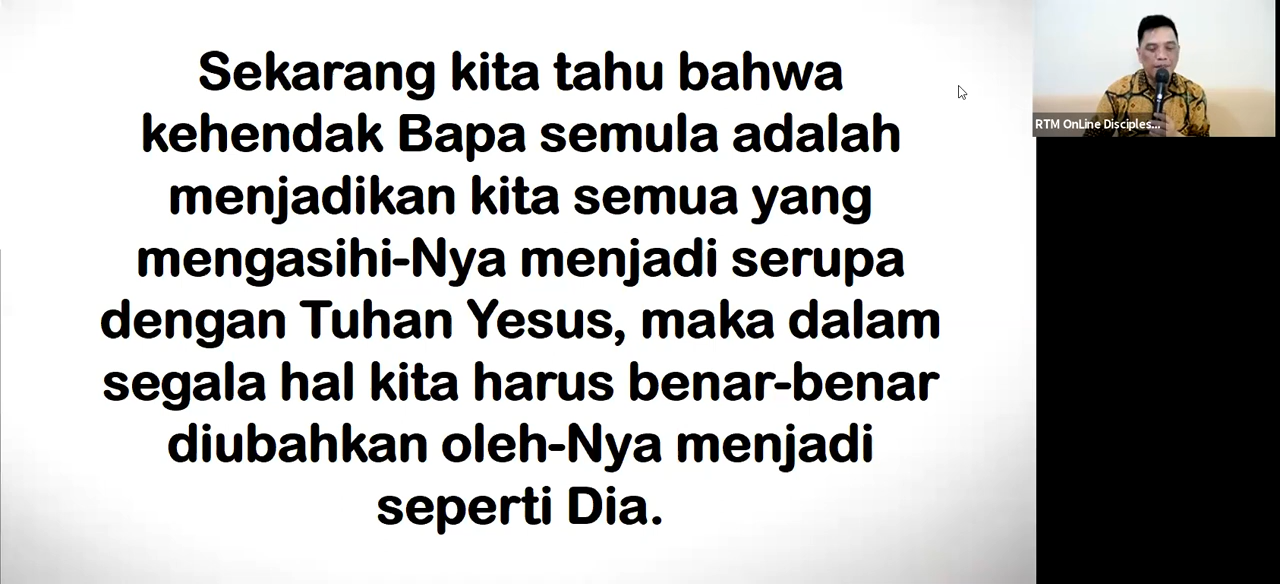 Sekarang kita tahu bahwa
kehendak Bapa semula adalah
menjadikan kita semua yang
mengasihi-Nya menjadi serupa
dengan Tuhan Yesus, maka dalam
segala hal kita harus benar-benar
diubahkan oleh-Nya menjadi
seperti Dia.
RTM OnLine Disciples...